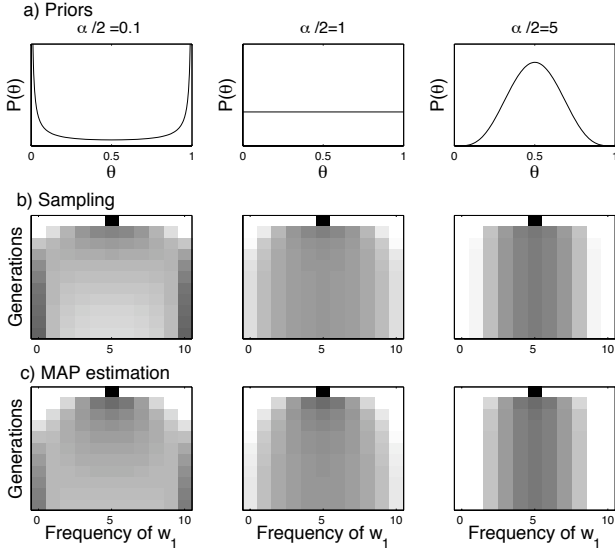 a) Priors
α /2 =0.1
α /2=1
α /2=5
P(θ)
P(θ)
P(θ)
0 0.5 1
0 0.5 1
0 0.5 1
θ
θ
θ
b) Sampling
Generations
0 5 10
0 5 10
0 5 10
c) MAP estimation
Generations
0 5 10
0 5 10
0 5 10
Frequency of w1
Frequency of w1
Frequency of w1